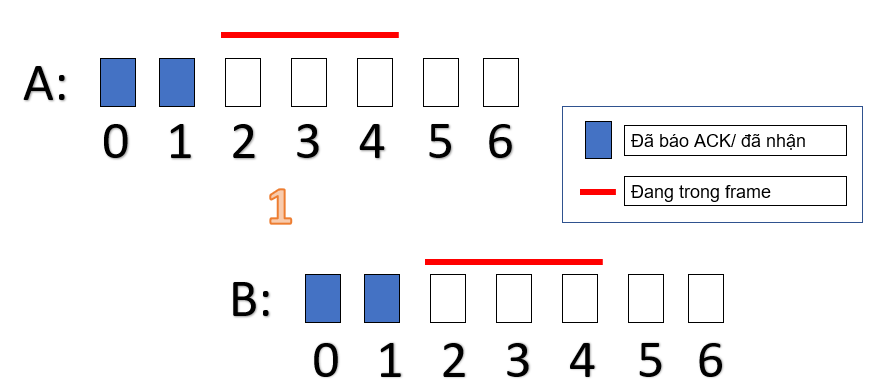 A:
0 1 2 3 4 5 6
Đã báo ACK/ đã nhận
Đang trong frame
1
B:
0 1 2 3 4 5 6